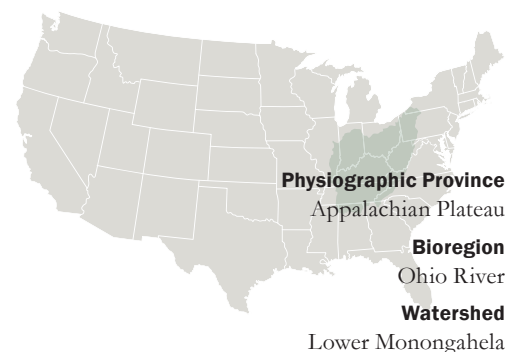 Physiographic Province
Appalachian Plateau
Bioregion
Ohio River
Watershed
Lower Monongahela